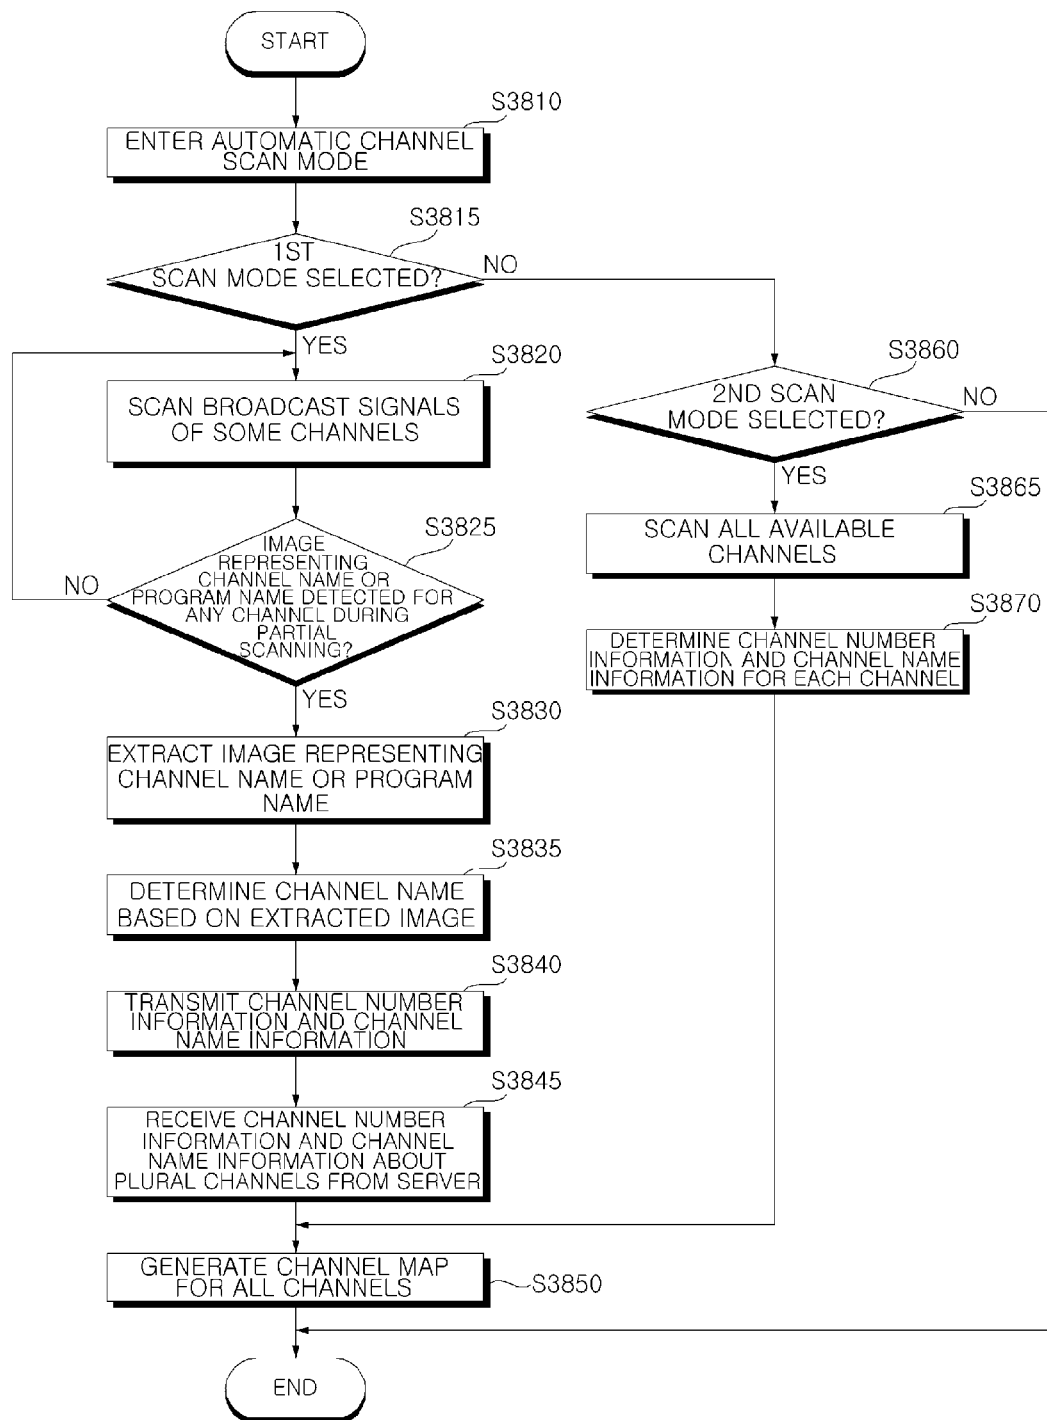 START
S3810
ENTER AUTOMATIC CHANNEL
SCAN MODE
S3815
1ST
SCAN MODE SELECTED?
NO
YES
S3820
SCAN BROADCAST SIGNALS
OF SOME CHANNELS
S3825
IMAGE
REPRESENTING
CHANNEL NAME OR
PROGRAM NAME DETECTED FOR
ANY CHANNEL DURING
PARTIAL
SCANNING?
NO
YES
S3830
EXTRACT IMAGE REPRESENTING
CHANNEL NAME OR PROGRAM
NAME
S3835
DETERMINE CHANNEL NAME
BASED ON EXTRACTED IMAGE
S3840
TRANSMIT CHANNEL NUMBER
INFORMATION AND CHANNEL
NAME INFORMATION
S3845
RECEIVE CHANNEL NUMBER
INFORMATION AND CHANNEL
NAME INFORMATION ABOUT
PLURAL CHANNELS FROM SERVER
S3860
2ND SCAN
MODE SELECTED?
NO
YES
S3865
SCAN ALL AVAILABLE
CHANNELS
S3870
DETERMINE CHANNEL NUMBER
INFORMATION AND CHANNEL NAME
INFORMATION FOR EACH CHANNEL
GENERATE CHANNEL MAP
FOR ALL CHANNELS
S3850
END